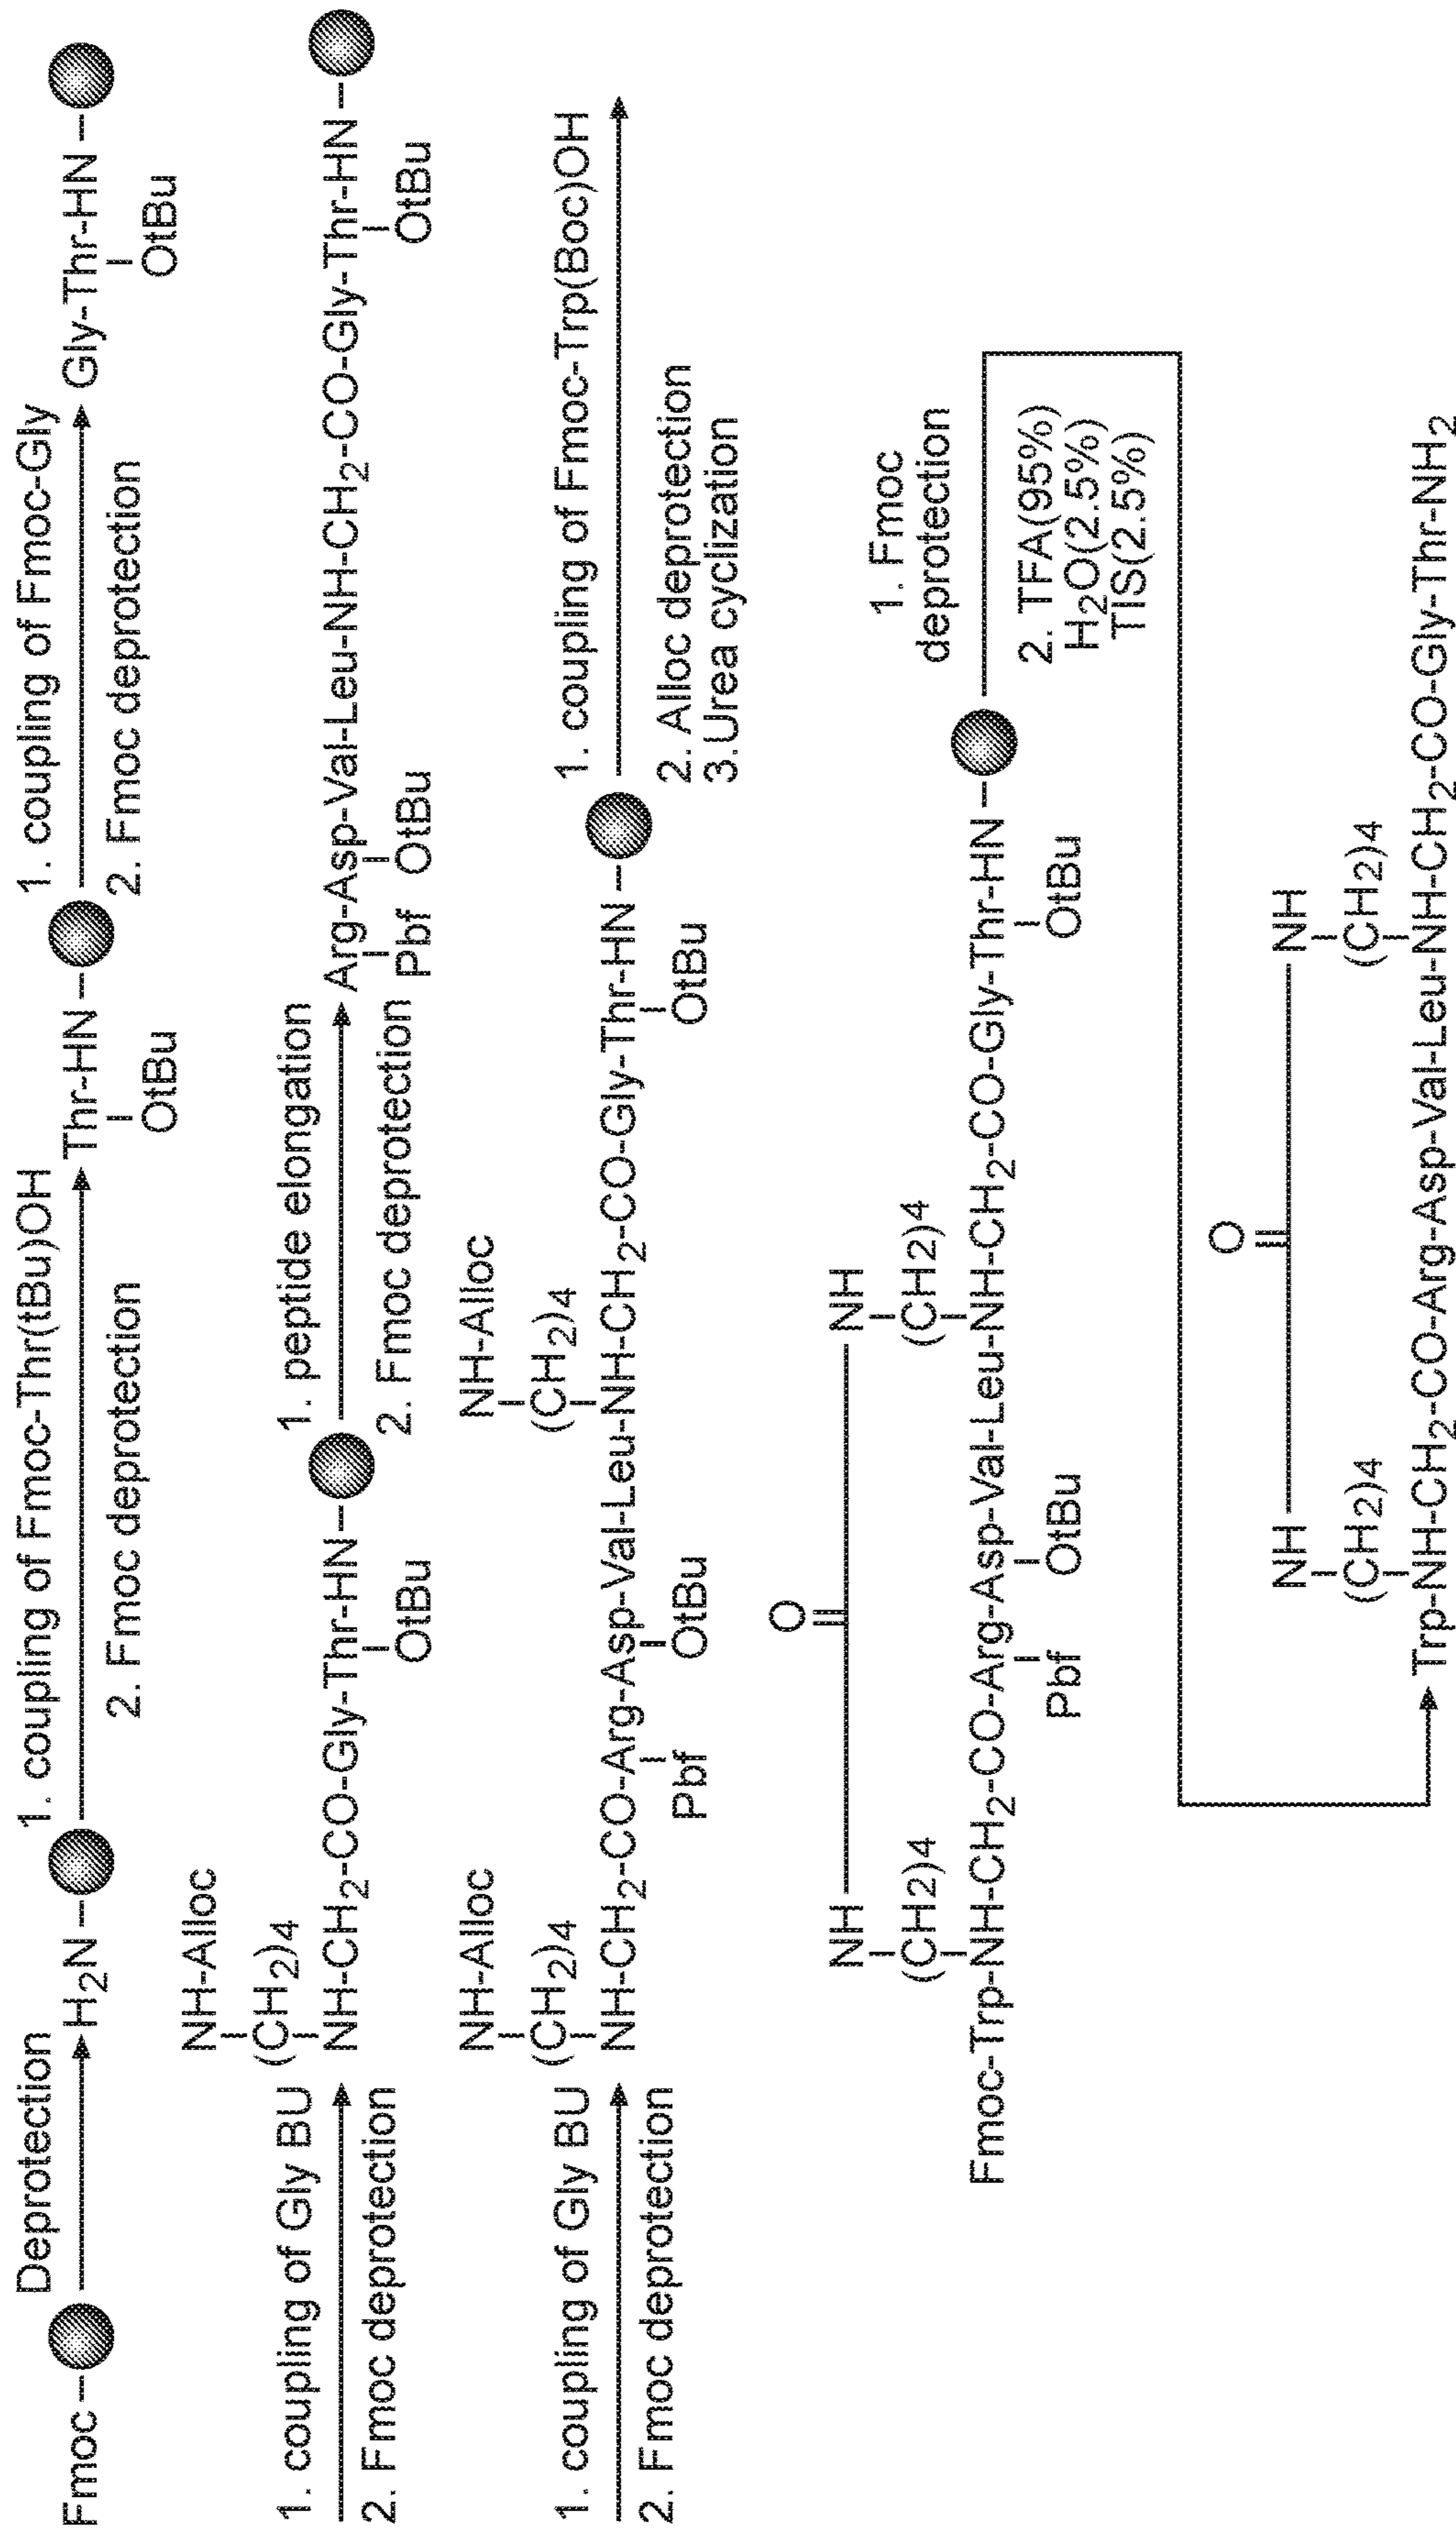 Deprotection
1. coupling of Fmoc-Thr(tBu)OH
1. coupling of Fmoc-Gly
Fmoc
H2N
Thr-HN
Gly-Thr-HN
OtBu
OtBu
2. Fmoc deprotection
2. Fmoc deprotection
NH-Alloc
(CH2)4
1. coupling of Gly BU
1. peptide elongation
NH-CH2-CO-Gly-Thr-HN
Arg-Asp-Val-Leu-NH-CH2-CO-Gly-Thr-HN
2. Fmoc deprotection
OtBu
2. Fmoc deprotection
Pbf
OtBu
OtBu
NH-Alloc
NH-Alloc
(CH2)4
(CH2)4
1. coupling of Gly BU
1. coupling of Fmoc-Trp(Boc)OH
NH-CH2-CO-Arg-Asp-Val-Leu-NH-CH2-CO-Gly-Thr-HN
2. Fmoc deprotection
Pbf
OtBu
OtBu
2. Alloc deprotection
3.Urea cyclization
O
NH
NH
(CH2)4
(CH2)4
1. Fmoc
deprotection
Fmoc-Trp-NH-CH2-CO-Arg-Asp-Val-Leu-NH-CH2-CO-Gly-Thr-HN
Pbf
OtBu
OtBu
2. TFA(95%)
H2O(2.5%)
TIS(2.5%)
O
NH
NH
(CH2)4
(CH2)4
Trp-NH-CH2-CO-Arg-Asp-Val-Leu-NH-CH2-CO-Gly-Thr-NH2